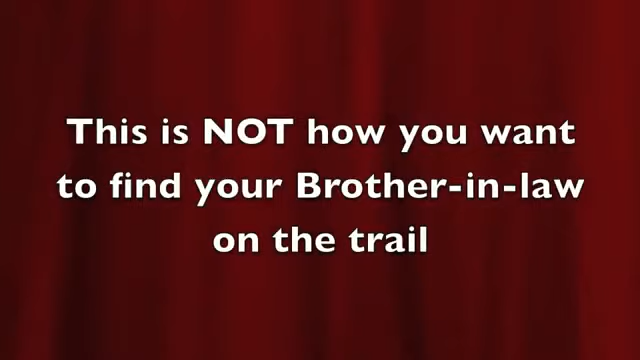 This is NOT how you want
to find your Brother-in-law
on the trail